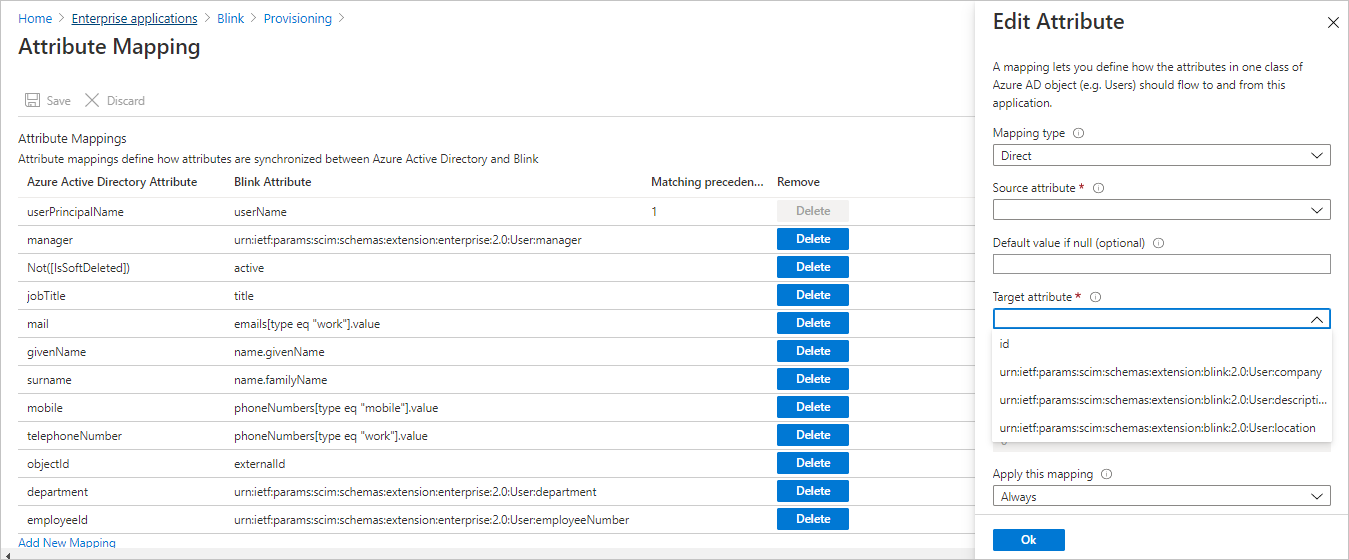 Home > Enterprise applications > Blink > Provisioning >
Attribute Mapping
Save Discard
Attribute Mappings
Attribute mappings define how attributes are synchronized between Azure Active Directory and Blink
Azure Active Directory Attribute Blink Attribute Matching preceden... Remove
userPrincipalName userName 1 Delete
manager urn:ietf:params:scim:schemas:extension:enterprise:2.0:User:manager Delete
Not([IsSoftDeleted]) active Delete
jobTitle title Delete
mail emails[type eq "work"].value Delete
givenName name.givenName Delete
surname name.familyName Delete
mobile phoneNumbers[type eq "mobile"].value Delete
telephoneNumber phoneNumbers[type eq "work"].value Delete
objectId externalId Delete
department urn:ietf:params:scim:schemas:extension:enterprise:2.0:User:department Delete
employeeId urn:ietf:params:scim:schemas:extension:enterprise:2.0:User:employeeNumber Delete
Add New Mapping
Edit Attribute
A mapping lets you define how the attributes in one class of
Azure AD object (e.g. Users) should flow to and from this
application.
Mapping type
Direct
Source attribute *
Default value if null (optional)
Target attribute *
id
urn:ietf:params:scim:schemas:extension:blink:2.0:User:company
urn:ietf:params:scim:schemas:extension:blink:2.0:User:descripti...
urn:ietf:params:scim:schemas:extension:blink:2.0:User:location
Apply this mapping
Always
Ok